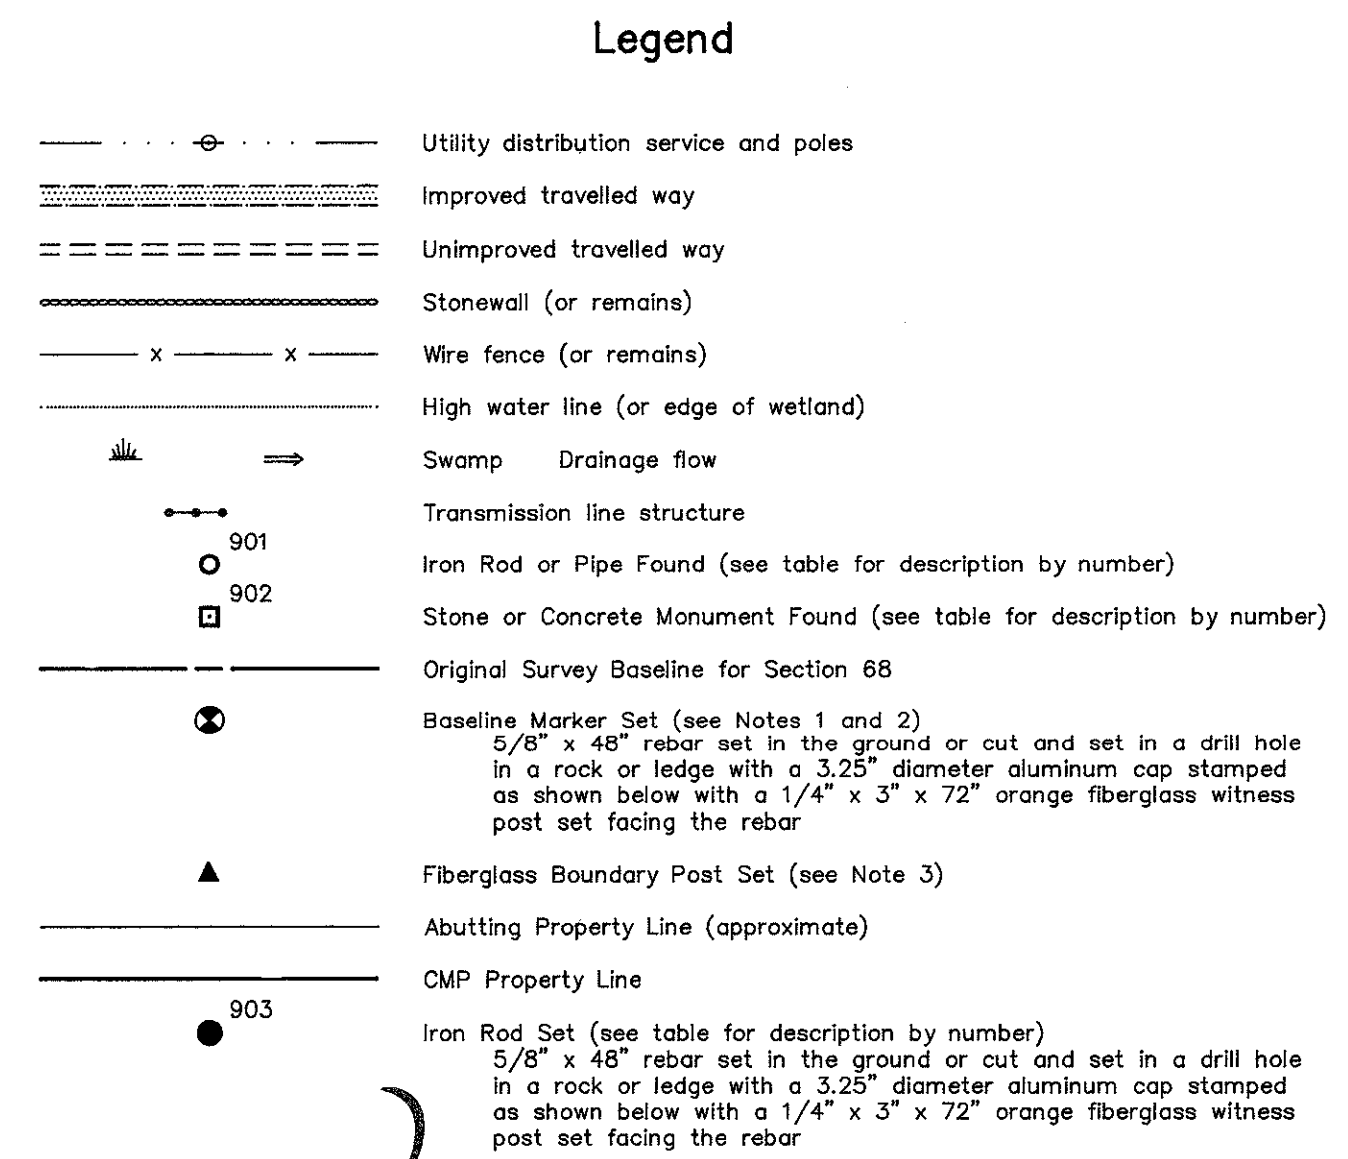 Legend
Utility distribution service and poles
Improved travelled way
Unimproved travelled way
Stonewall (or remains)
x x Wire fence (or remains)
High water line (or edge of wetland)
Swamp Drainage flow
Transmission line structure
901
Iron Rod or Pipe Found (see table for description by number)
902
Stone or Concrete Monument Found (see table for description by number)
Original Survey Baseline for Section 68
Baseline Marker Set (see Notes 1 and 2)
5/8" x 48" rebar set in the ground or cut and set in a drill hole
in a rock or ledge with a 3.25" diameter aluminum cap stamped
as shown below with a 1/4" x 3" x 72" orange fiberglass witness
post set facing the rebar
Fiberglass Boundary Post Set (see Note 3)
Abutting Property Line (approximate)
CMP Property Line
903
Iron Rod Set (see table for description by number)
5/8" x 48" rebar set in the ground or cut and set in a drill hole
in a rock or ledge with a 3.25" diameter aluminum cap stamped
as shown below with a 1/4" x 3" x 72" orange fiberglass witness
post set facing the rebar